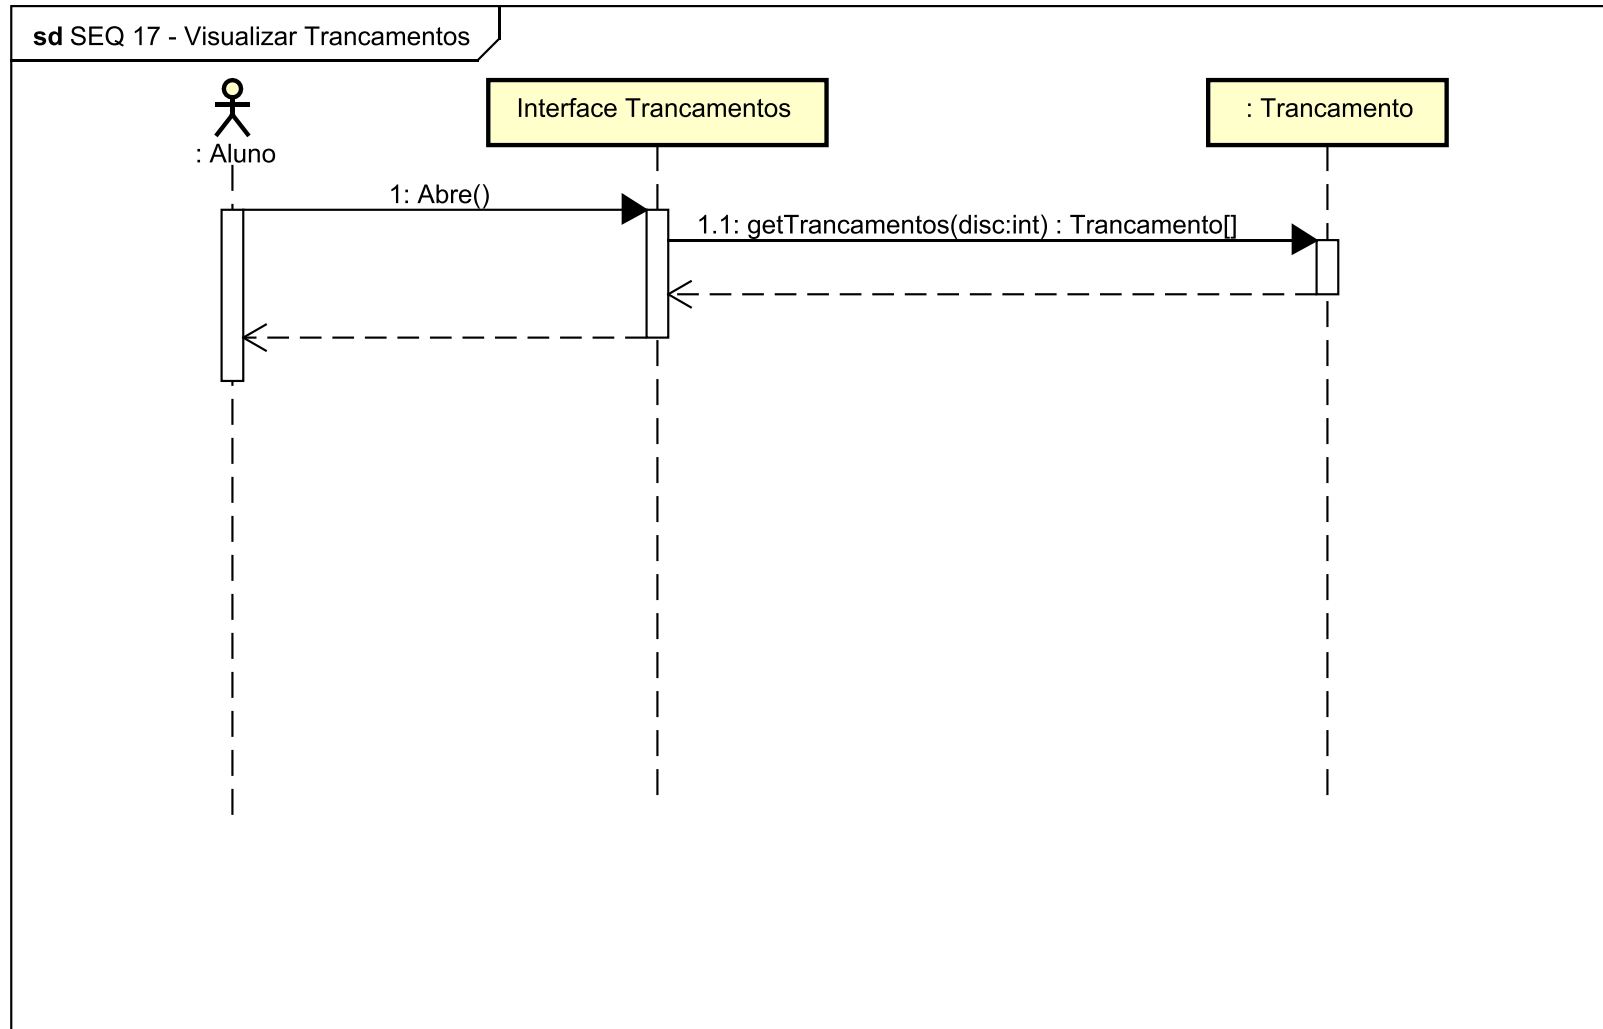 sd SEQ 17 - Visualizar Trancamentos
Interface Trancamentos
: Trancamento
: Aluno
1: Abre()
1.1: getTrancamentos(disc:int) : Trancamento[]